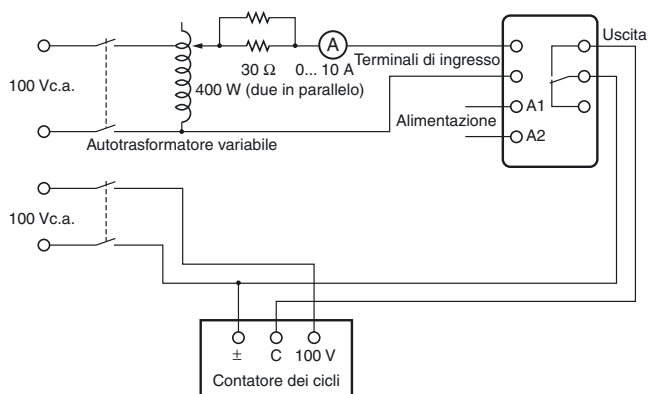 100 Vc.a.
A
30 Ω
0... 10 A
400 W (due in parallelo)
Autotrasformatore variabile
Terminali di ingresso
Uscita
Alimentazione
A1
A2
100 Vc.a.
±
C
100 V
Contatore dei cicli